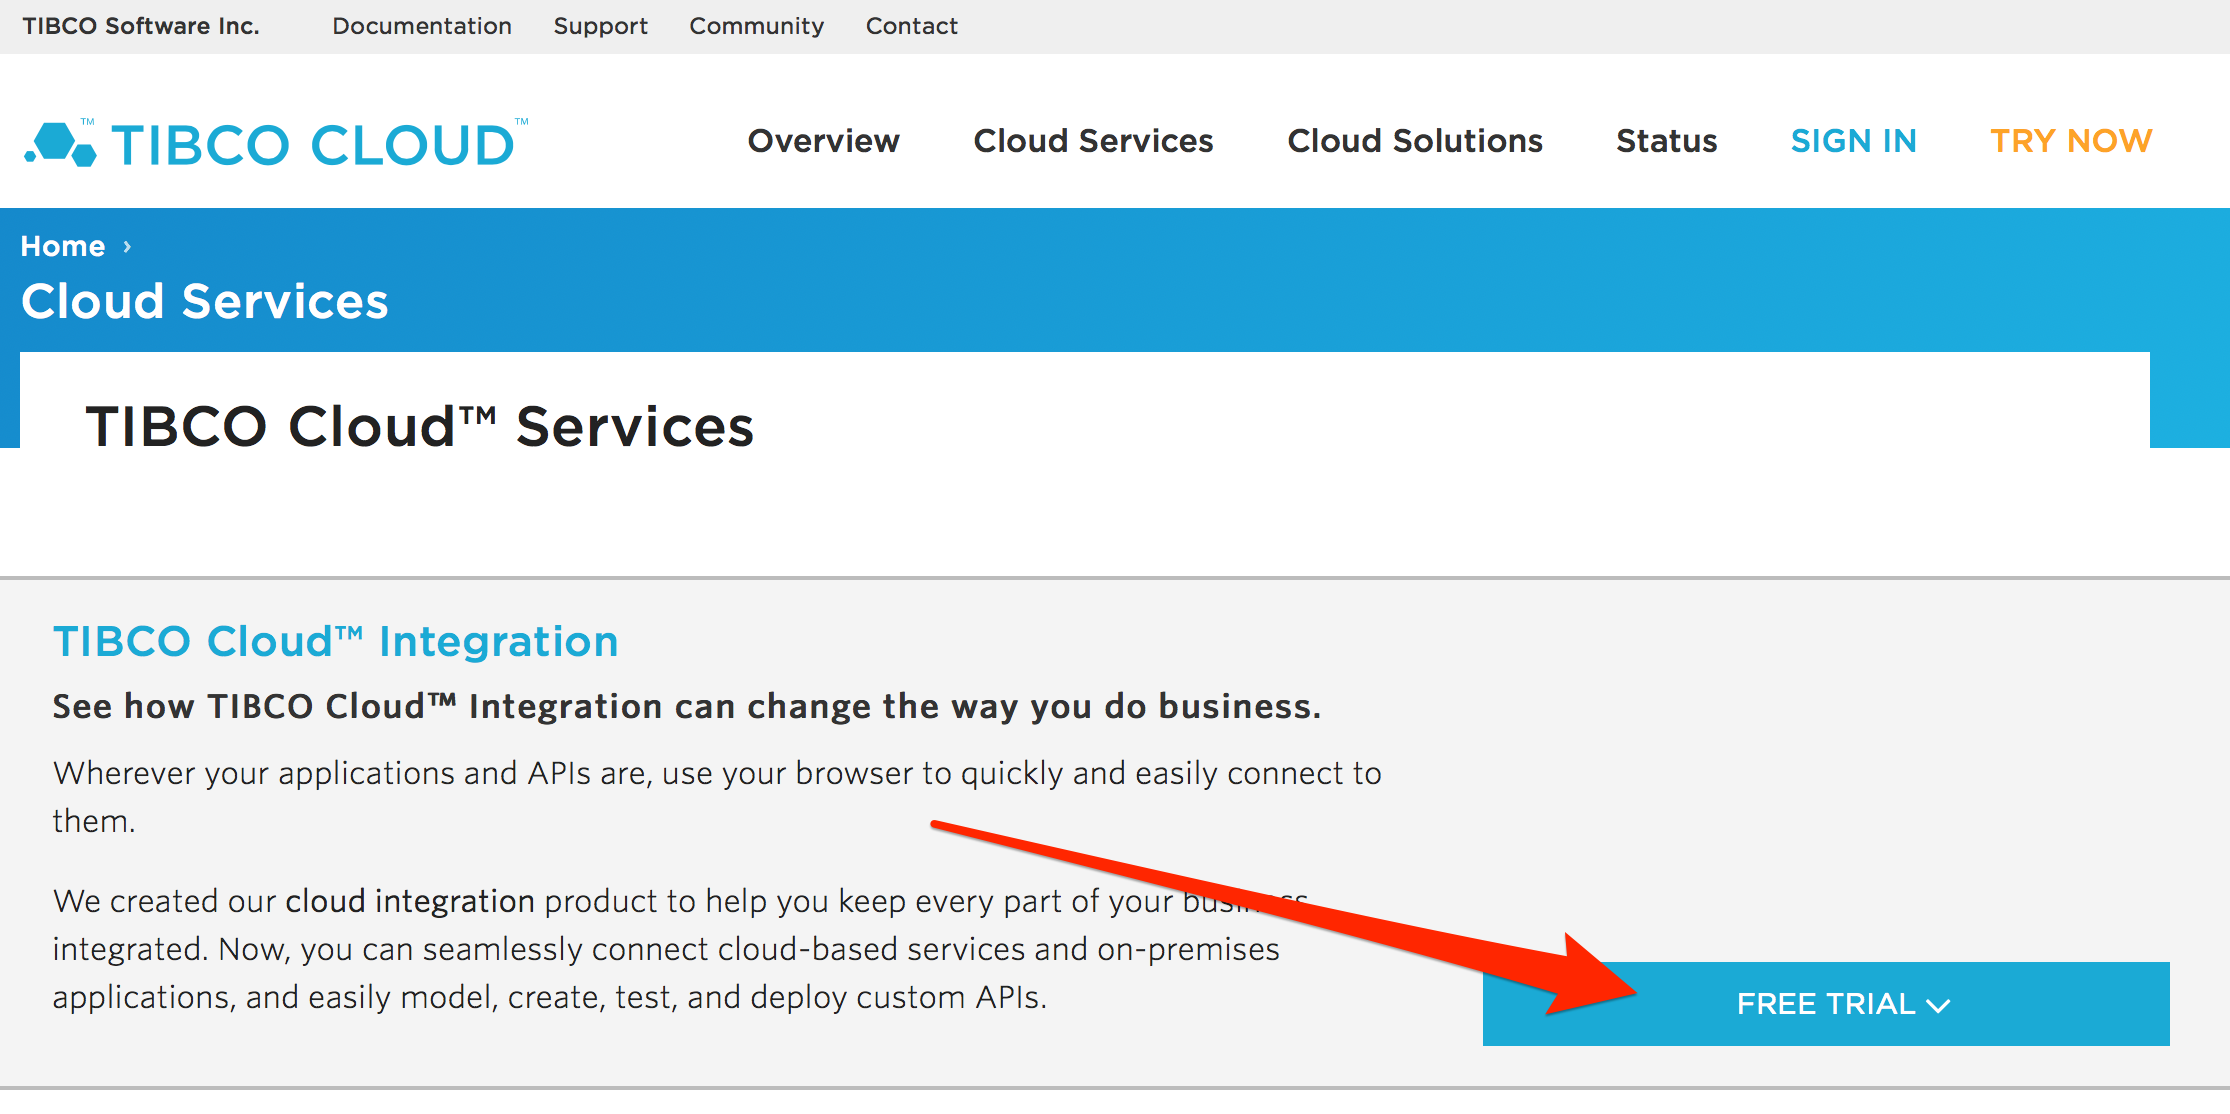 TIBCO Software Inc. Documentation Support Community Contact
™ TIBCO CLOUD™ Overview Cloud Services Cloud Solutions Status SIGN IN TRY NOW
Home ›
Cloud Services
TIBCO Cloud™ Services
TIBCO Cloud™ Integration
See how TIBCO Cloud™ Integration can change the way you do business.
Wherever your applications and APIs are, use your browser to quickly and easily connect to
them.
We created our cloud integration product to help you keep every part of your business
integrated. Now, you can seamlessly connect cloud-based services and on-premises
applications, and easily model, create, test, and deploy custom APIs.
FREE TRIAL